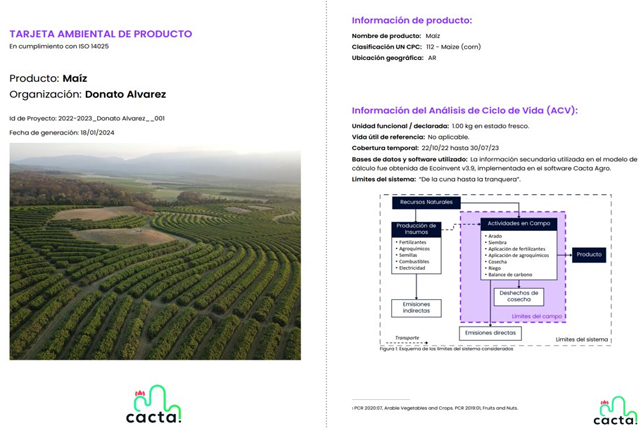 TARJETA AMBIENTAL DE PRODUCTO
En cumplimiento con ISO 14025
Producto: Maíz
Organización: Donato Alvarez
Id de Proyecto: 2022-2023_Donato Alvarez__001
Fecha de generación: 18/01/2024
cacta.
Información de producto:
Nombre de producto: Maíz
Clasificación UN CPC: 112 - Maize (corn)
Ubicación geográfica: AR
Información del Análisis de Ciclo de Vida (ACV):
Unidad funcional / declarada: 1.00 kg en estado fresco.
Vida útil de referencia: No aplicable.
Cobertura temporal: 22/10/22 hasta 30/07/23
Bases de datos y software utilizado: La información secundaria utilizada en el modelo de
cálculo fue obtenida de Ecoinvent v3.9, implementada en el software Cacta Agro.
Límites del sistema: "De la cuna hasta la tranquera".
Recursos Naturales
Producción de
Insumos
• Fertilizantes
• Agroquímicos
• Semillas
• Combustibles
• Electricidad
Actividades en Campo
• Arado
• Siembra
• Aplicación de fertilizantes
• Aplicación de agroquímicos
• Cosecha
• Riego
• Balance de carbono
Producto
Deshechos de
cosecha
Emisiones
indirectas
Límites del campo
Emisiones directas
Transporte
Límites del sistema
Figura 1. Esquema de los límites del sistema considerados
1 PCR 2020:07, Arable Vegetables and Crops. PCR 2019:01, Fruits and Nuts.
cacta.